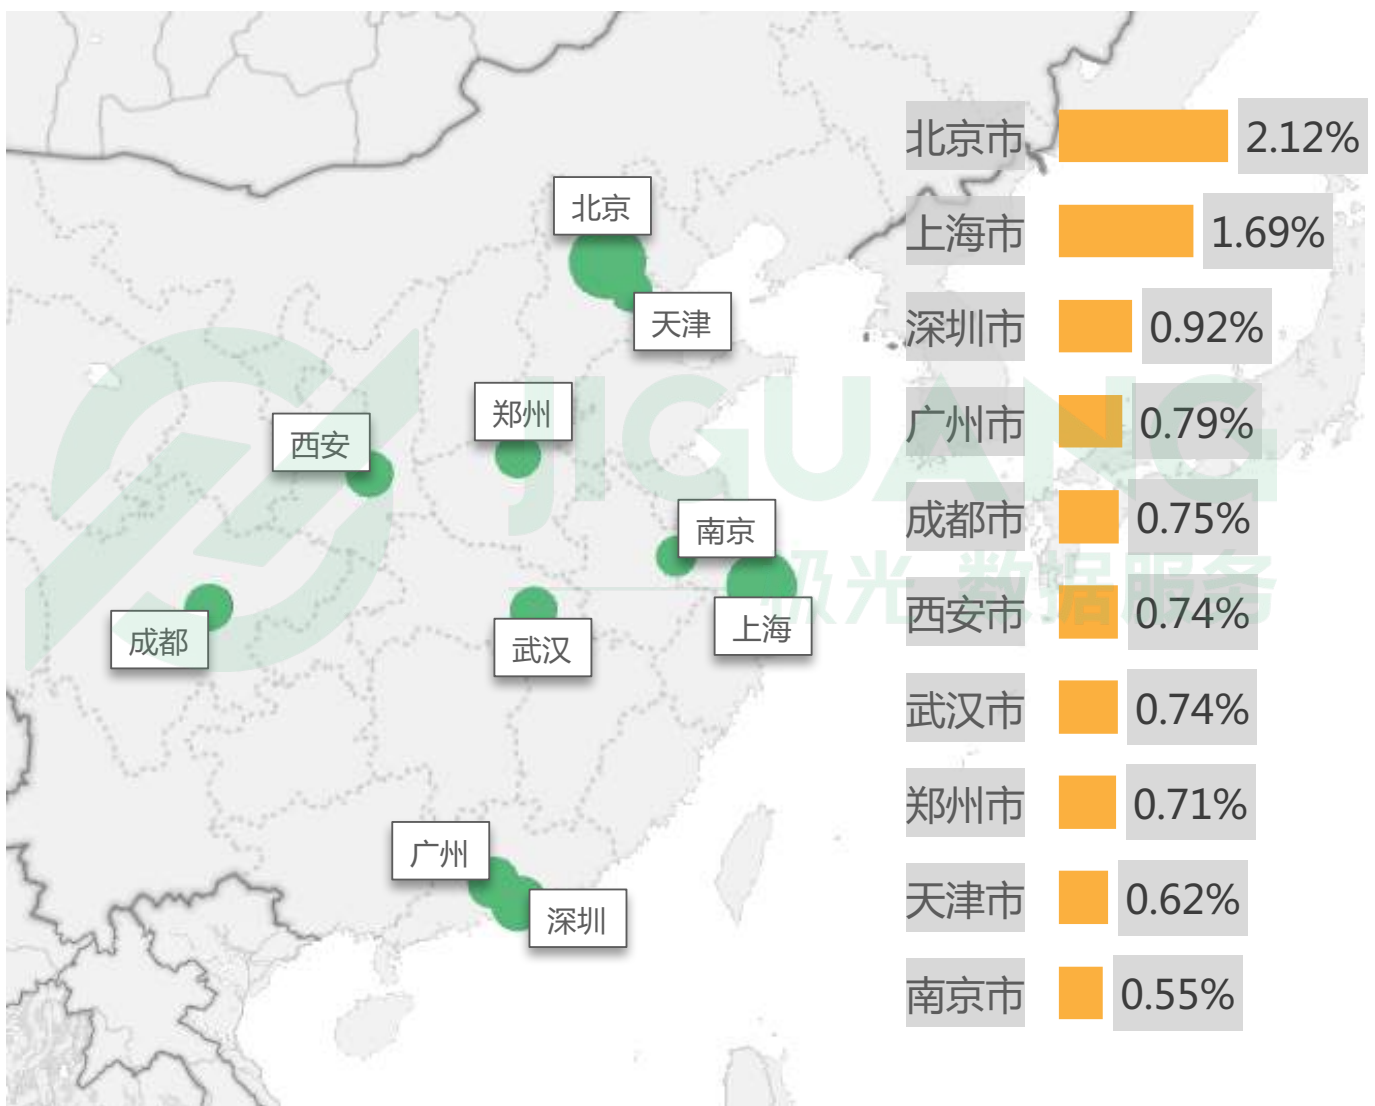 北京
天津
郑州
西安
南京
上海
成都
武汉
广州
深圳
JIGUANG
极光 数据服务
北京市 2.12%
上海市 1.69%
深圳市 0.92%
广州市 0.79%
成都市 0.75%
西安市 0.74%
武汉市 0.74%
郑州市 0.71%
天津市 0.62%
南京市 0.55%